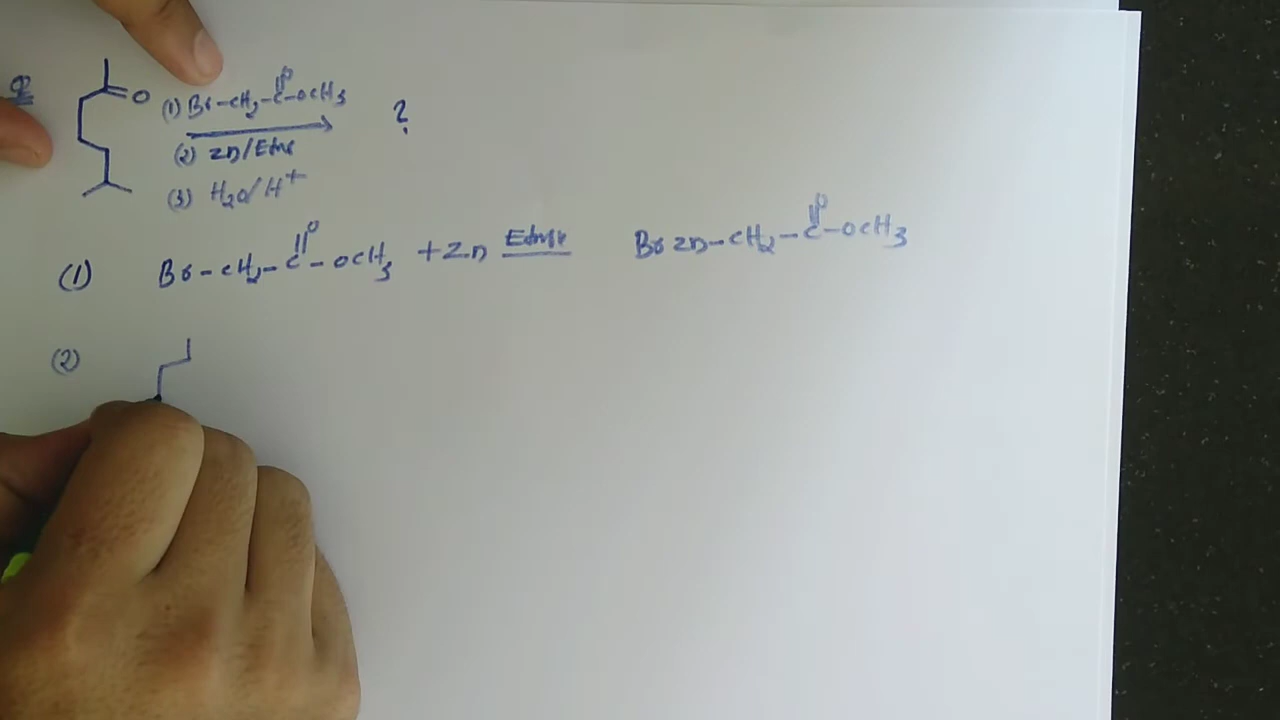 Q
O (1) Br-CH2-C-OCH3 ?
O
(2) Zn/Ether
(3) H2O/H+
(1) Br-CH2-C-OCH3 + Zn Ether BrZn-CH2-C-OCH3
O O
(2)